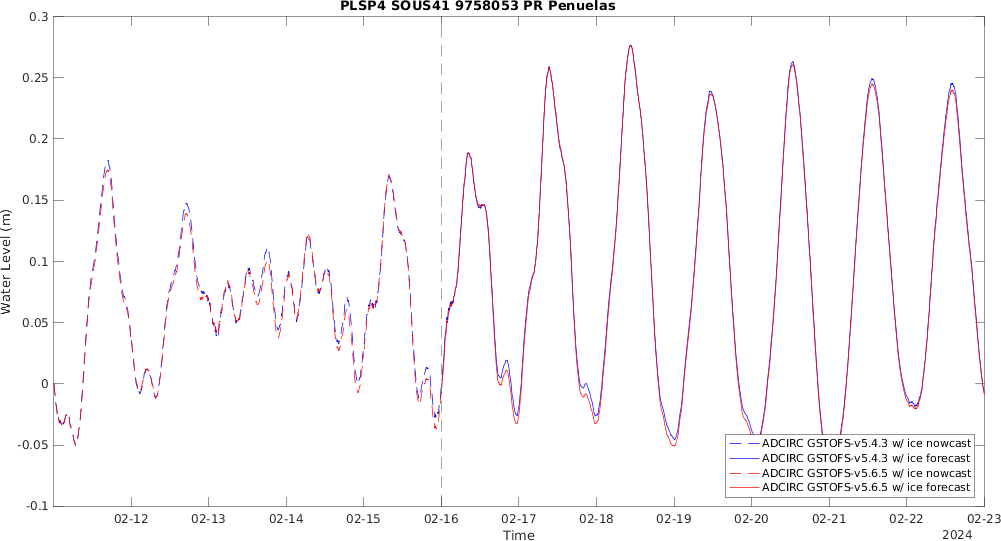 PLSP4 SOUS41 9758053 PR Penuelas
0.3
0.25
0.2
0.15
0.1
0.05
0
-0.05
-0.1
Water Level (m)
ADCIRC GSTOFS-v5.4.3 w/ ice nowcast
ADCIRC GSTOFS-v5.4.3 w/ ice forecast
ADCIRC GSTOFS-v5.6.5 w/ ice nowcast
ADCIRC GSTOFS-v5.6.5 w/ ice forecast
02-12 02-13 02-14 02-15 02-16 02-17 02-18 02-19 02-20 02-21 02-22 02-23
Time
2024